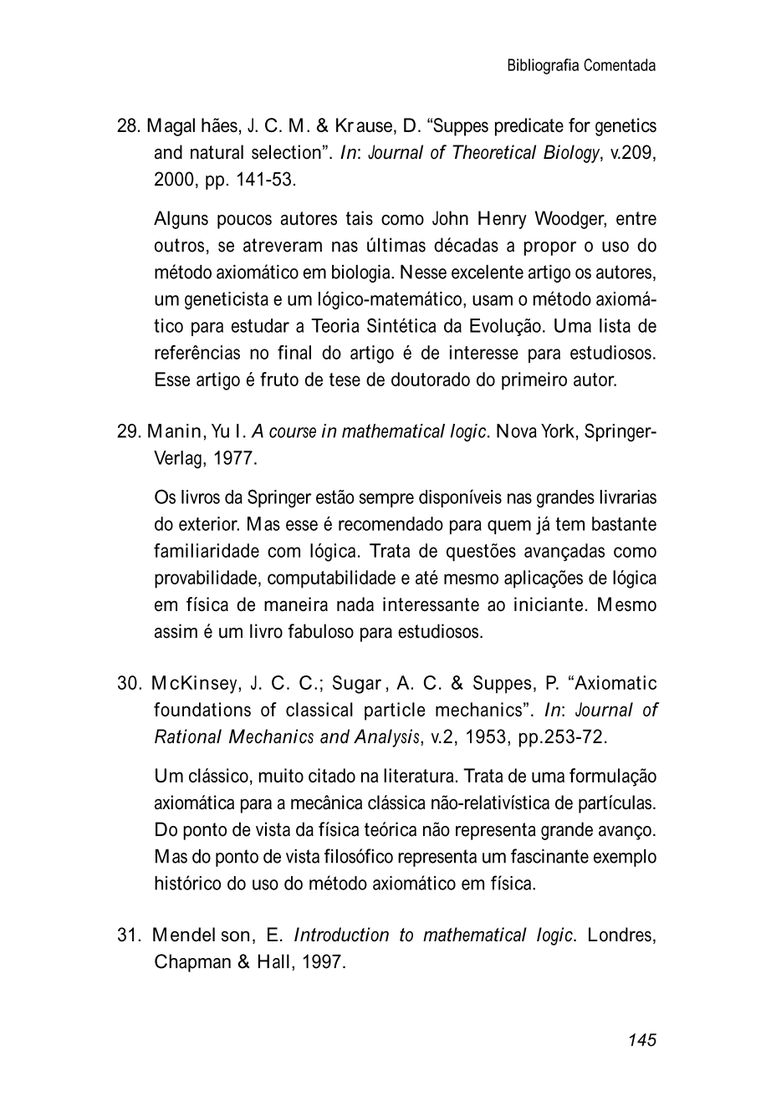 Bibliografia Comentada
28. Magalhães, J. C. M. & Krause, D. “Suppes predicate for genetics
and natural selection”. In: Journal of Theoretical Biology, v.209,
2000, pp. 141-53.
Alguns poucos autores tais como John Henry Woodger, entre
outros, se atreveram nas últimas décadas a propor o uso do
método axiomático em biologia. Nesse excelente artigo os autores,
um geneticista e um lógico-matemático, usam o método axiomá-
tico para estudar a Teoria Sintética da Evolução. Uma lista de
referências no final do artigo é de interesse para estudiosos.
Esse artigo é fruto de tese de doutorado do primeiro autor.
29. Manin, Yu I. A course in mathematical logic. Nova York, Springer-
Verlag, 1977.
Os livros da Springer estão sempre disponíveis nas grandes livrarias
do exterior. Mas esse é recomendado para quem já tem bastante
familiaridade com lógica. Trata de questões avançadas como
provabilidade, computabilidade e até mesmo aplicações de lógica
em física de maneira nada interessante ao iniciante. Mesmo
assim é um livro fabuloso para estudiosos.
30. McKinsey, J. C. C.; Sugar, A. C. & Suppes, P. “Axiomatic
foundations of classical particle mechanics”. In: Journal of
Rational Mechanics and Analysis, v.2, 1953, pp.253-72.
Um clássico, muito citado na literatura. Trata de uma formulação
axiomática para a mecânica clássica não-relativística de partículas.
Do ponto de vista da física teórica não representa grande avanço.
Mas do ponto de vista filosófico representa um fascinante exemplo
histórico do uso do método axiomático em física.
31. Mendelson, E. Introduction to mathematical logic. Londres,
Chapman & Hall, 1997.
145